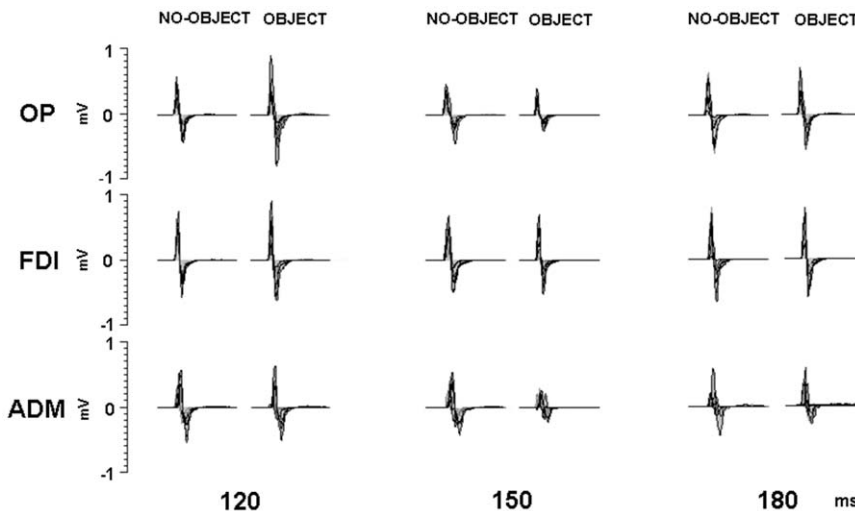 NO-OBJECT OBJECT NO-OBJECT OBJECT NO-OBJECT OBJECT
1
OP mV 0
-1
1
FDI mV 0
-1
1
ADM mV 0
-1
120 150 180 ms